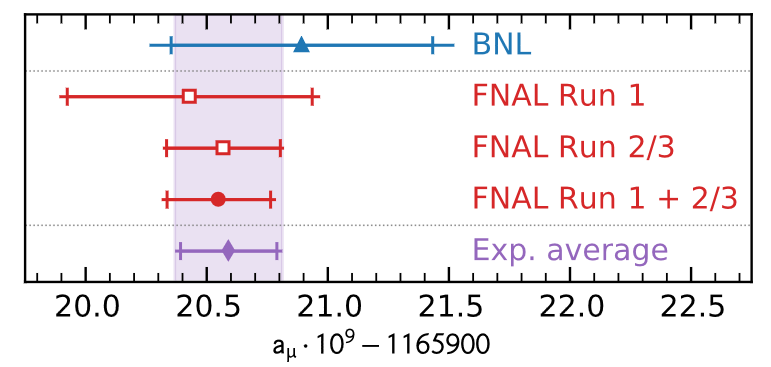 BNL
FNAL Run 1
FNAL Run 2/3
FNAL Run 1 + 2/3
Exp. average
20.0 20.5 21.0 21.5 22.0 22.5
aμ · 10⁹ − 1165900